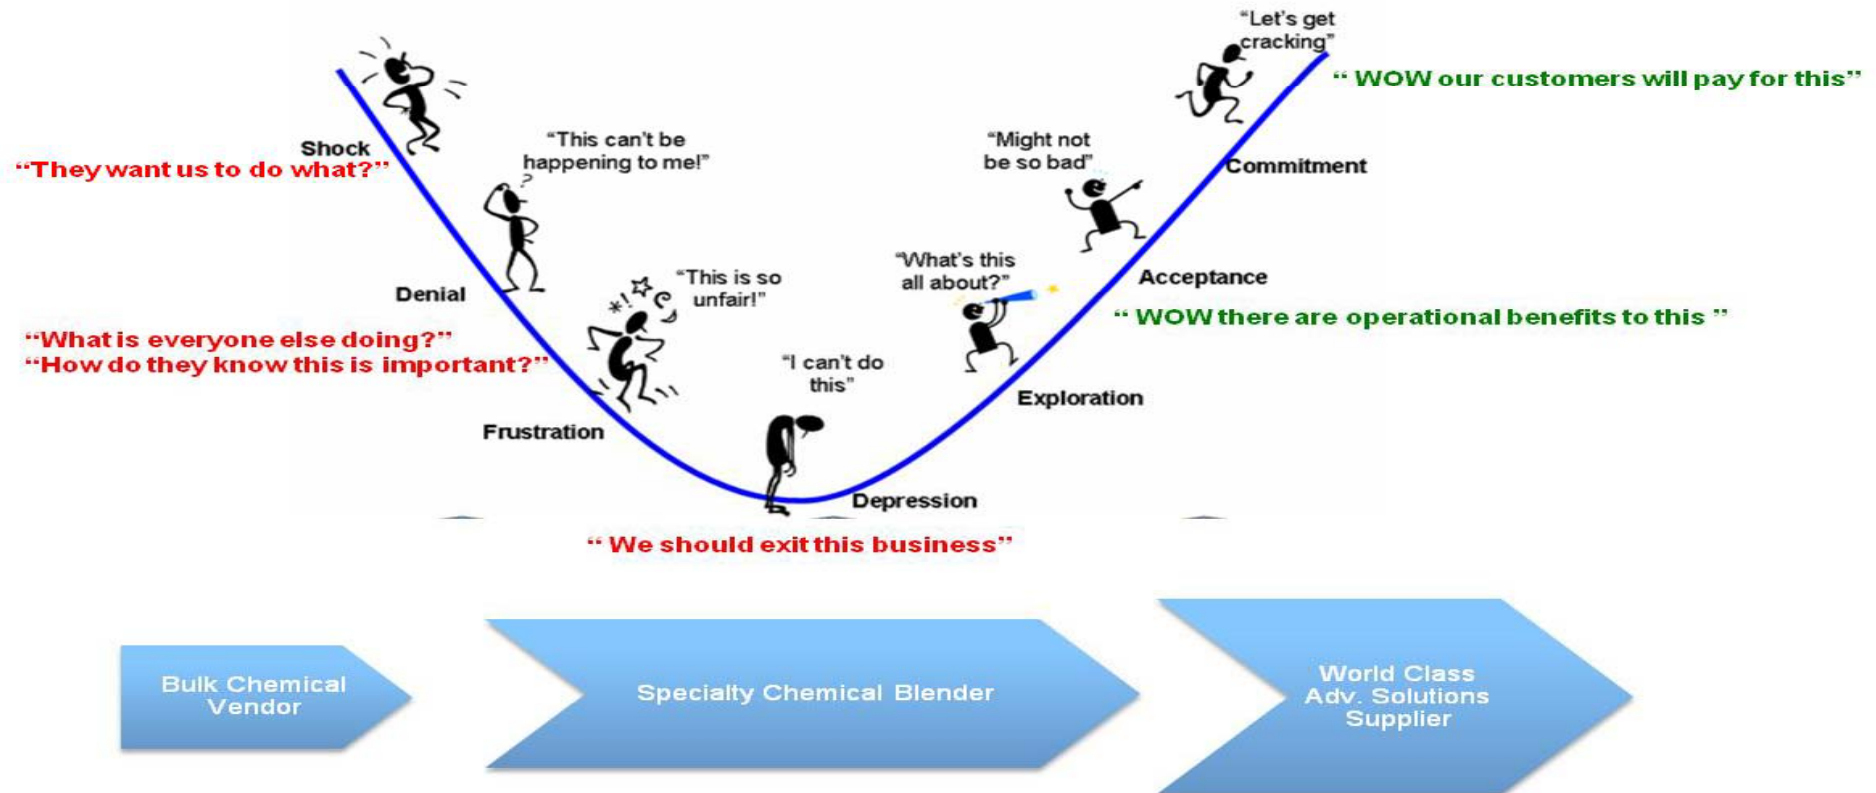 "Let's get
cracking"
" WOW our customers will pay for this"
Shock
"They want us to do what?"
"This can't be
happening to me!"
?
"Might not
be so bad"
Commitment
Denial
"This is so
unfair!"
"What's this
all about?"
Acceptance
"What is everyone else doing?"
"How do they know this is important?"
" WOW there are operational benefits to this "
"I can't do
this"
Exploration
Frustration
Depression
" We should exit this business"
Bulk Chemical
Vendor
Specialty Chemical Blender
World Class
Adv. Solutions
Supplier